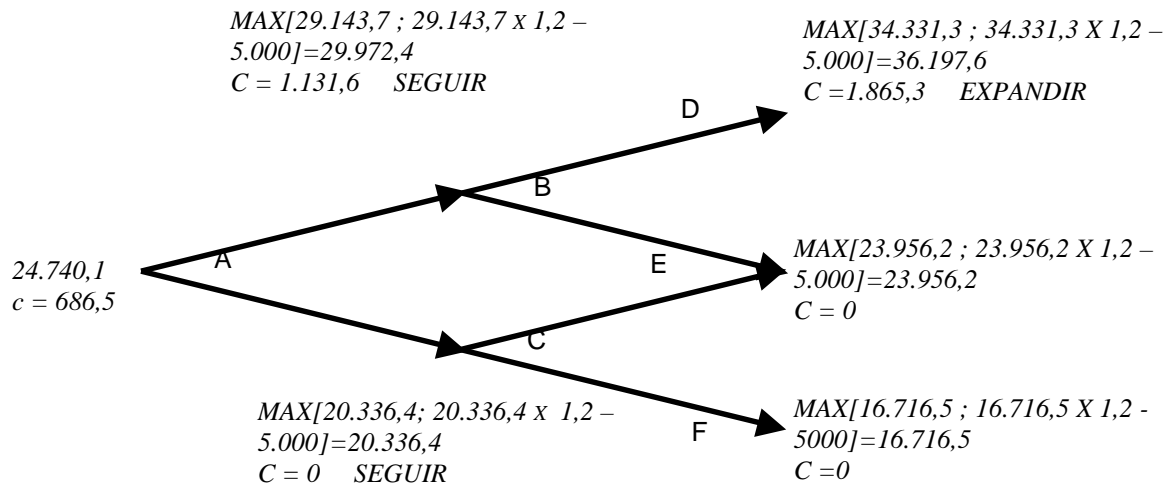 MAX[29.143,7 ; 29.143,7 X 1,2 –
5.000]=29.972,4
C = 1.131,6 SEGUIR
MAX[34.331,3 ; 34.331,3 X 1,2 –
5.000]=36.197,6
C =1.865,3 EXPANDIR
D
B
A
24.740,1
c = 686,5
E
MAX[23.956,2 ; 23.956,2 X 1,2 –
5.000]=23.956,2
C = 0
C
MAX[20.336,4; 20.336,4 X 1,2 –
5.000]=20.336,4
C = 0 SEGUIR
F
MAX[16.716,5 ; 16.716,5 X 1,2 -
5000]=16.716,5
C =0